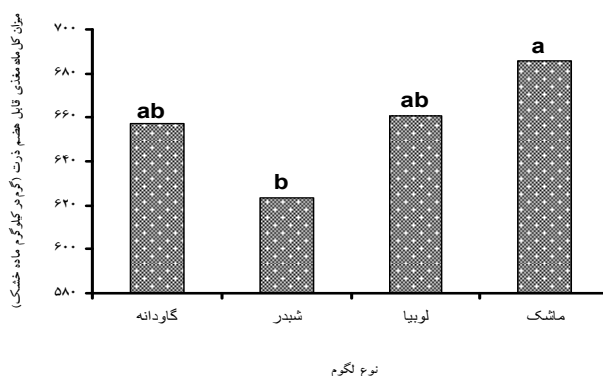 میزان کل ماده مغذی قابل هضم ذرت (گرم در کیلوگرم ماده خشک)
۷۰۰
۶۸۰
۶۶۰
۶۴۰
۶۲۰
۶۰۰
۵۸۰
ab
b
ab
a
گاودانه
شبدر
لوبیا
ماشک
نوع لگوم